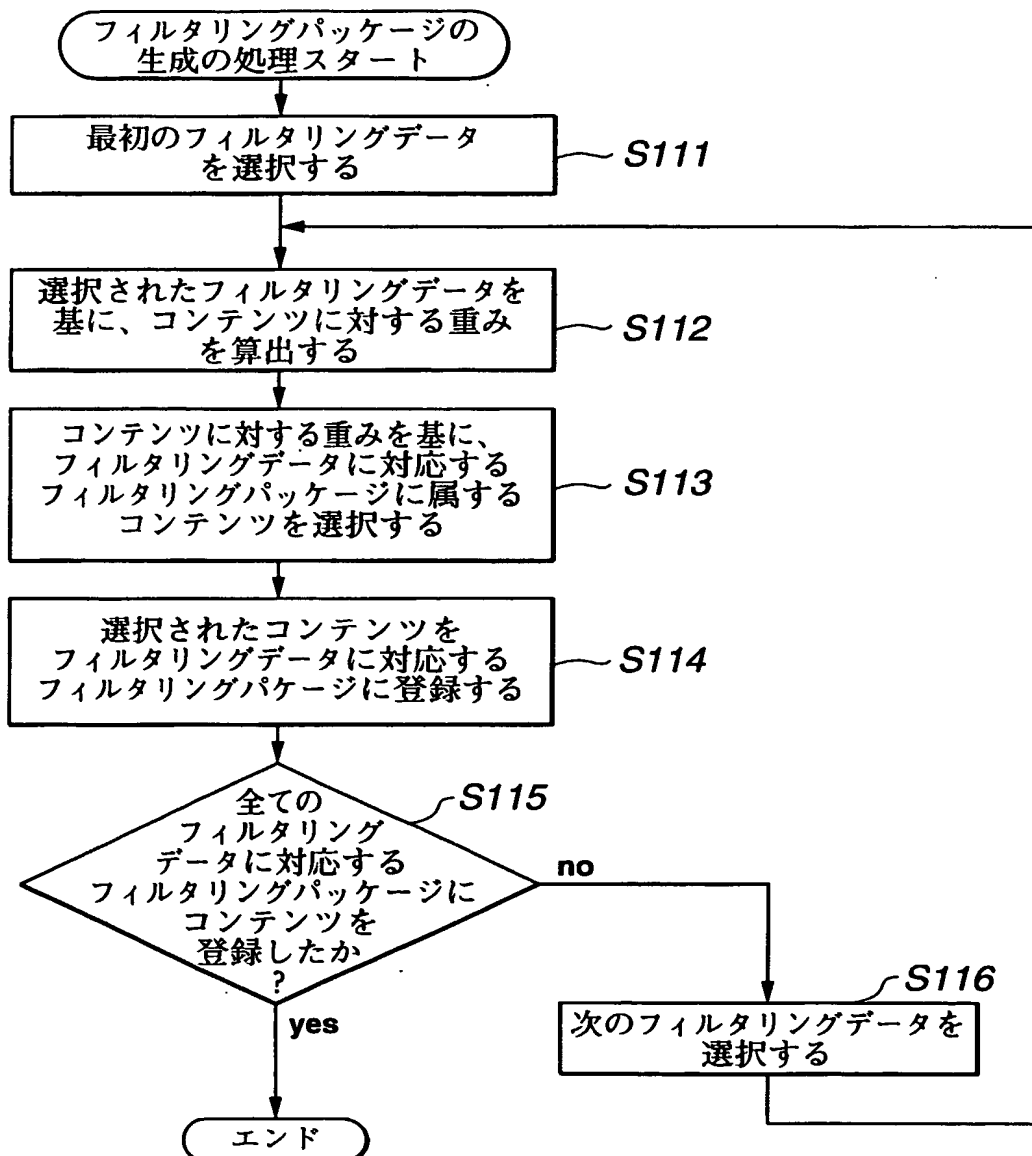 フィルタリングパッケージの
生成の処理スタート
最初のフィルタリングデータ
を選択する
S111
選択されたフィルタリングデータを
基に、コンテンツに対する重み
を算出する
S112
コンテンツに対する重みを基に、
フィルタリングデータに対応する
フィルタリングパッケージに属する
コンテンツを選択する
S113
選択されたコンテンツを
フィルタリングデータに対応する
フィルタリングパケージに登録する
S114
全ての
フィルタリング
データに対応する
フィルタリングパッケージに
コンテンツを
登録したか
?
S115
no
yes
S116
次のフィルタリングデータを
選択する
エンド